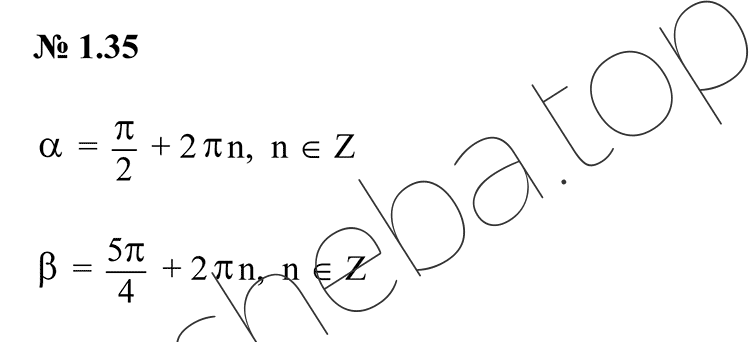 № 1.35
α = π/2 + 2πn, n ∈ Z
β = 5π/4 + 2πn, n ∈ Z